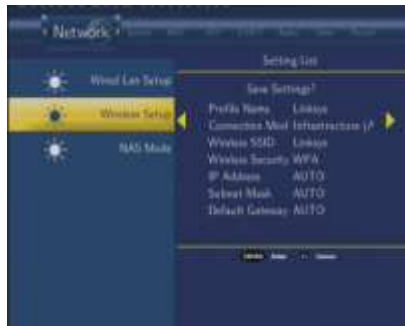 Network
Setting List
Wired Lan Setup
Save Settings?
Wireless Setup
Profile Name Linksys
Connection Mod Infrastructure (A
Wireless SSID Linksys
NAS Mode
Wireless Security WPA
IP Address AUTO
Subnet Mask AUTO
Default Gateway AUTO